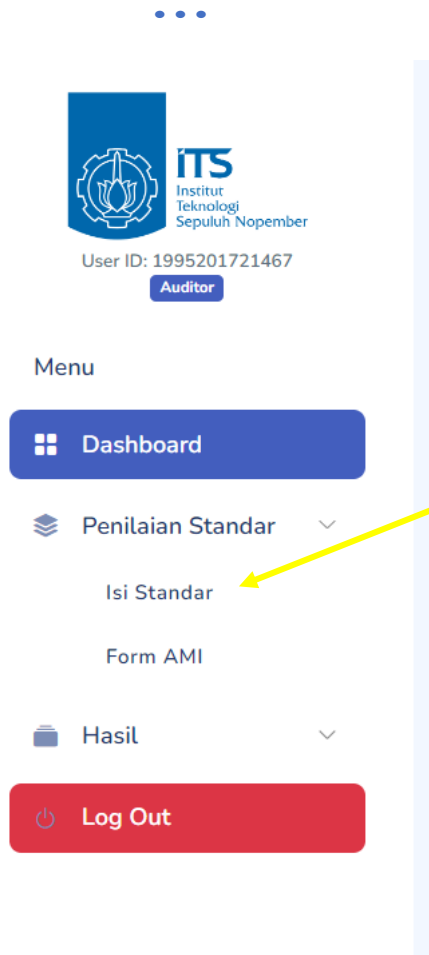 iTS
Institut
Teknologi
Sepuluh Nopember
User ID: 1995201721467
Auditor
Menu
Dashboard
Penilaian Standar
Isi Standar
Form AMI
Hasil
Log Out